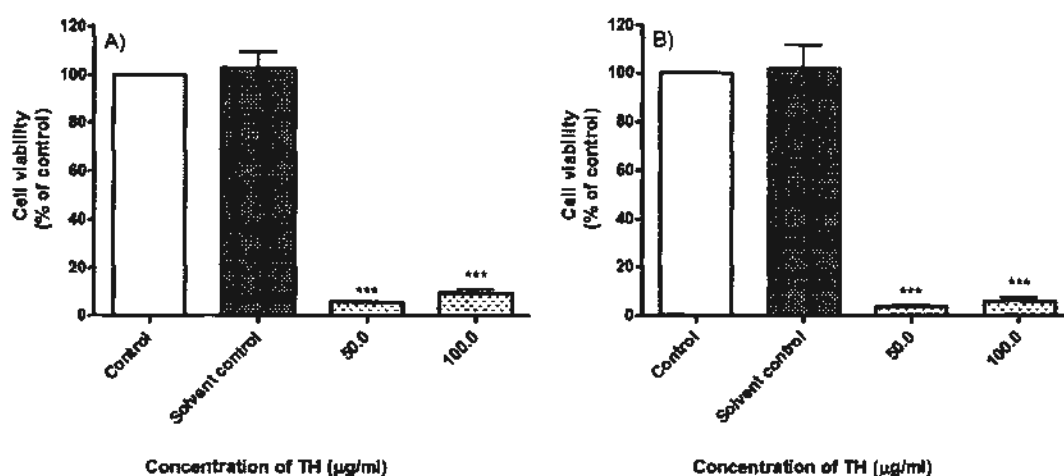 A)
120
100
80
60
40
20
0
Cell viability
(% of control)
***
***
Control
Solvent control
50.0
100.0
Concentration of TH (µg/ml)
B)
120
100
80
60
40
20
0
Cell viability
(% of control)
***
***
Control
Solvent control
50.0
100.0
Concentration of TH (µg/ml)